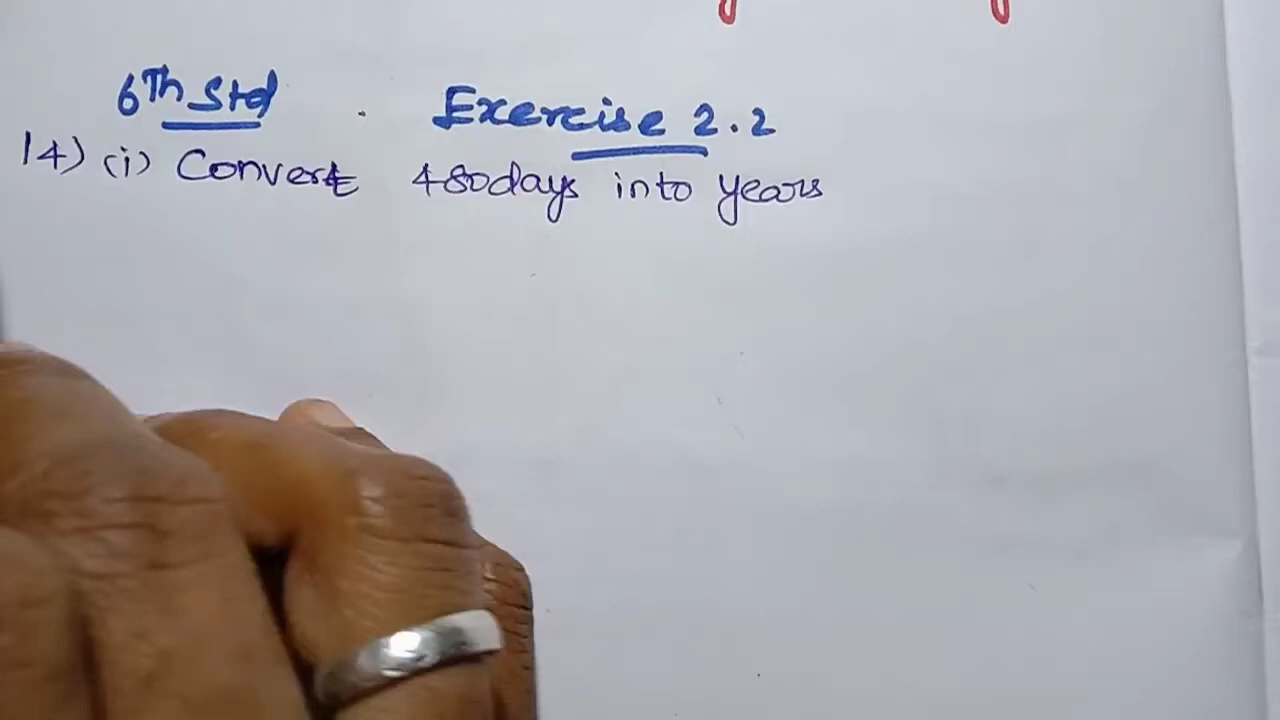 6Th Std . Exercise 2.2
14) (i) Convert 480days into years